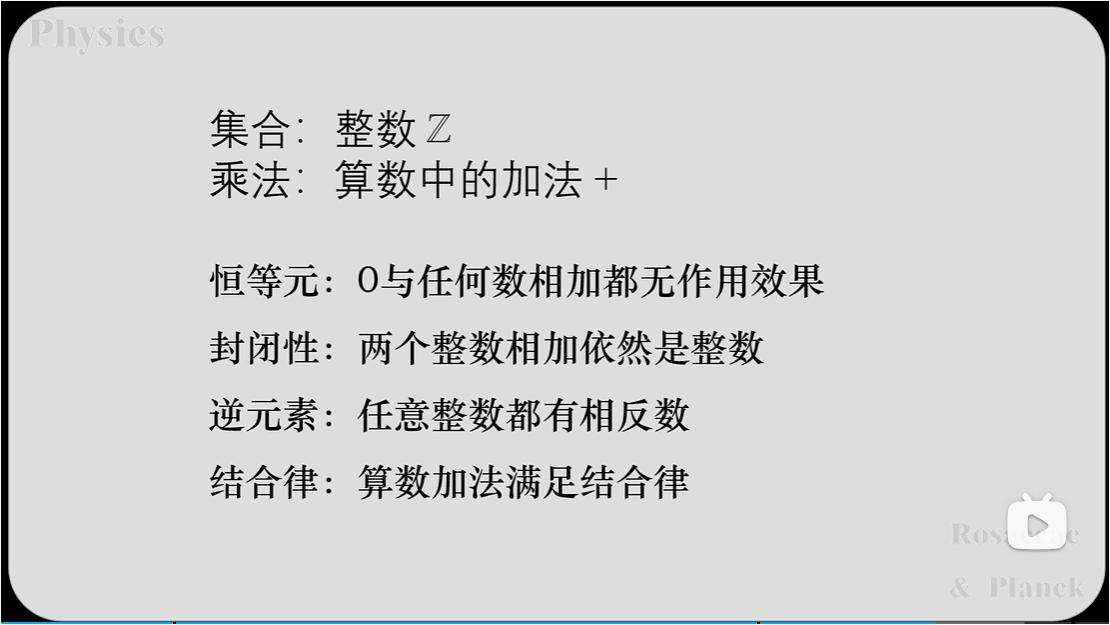 Physics
集合： 整数 ℤ
乘法： 算数中的加法 +
恒等元：0与任何数相加都无作用效果
封闭性：两个整数相加依然是整数
逆元素：任意整数都有相反数
结合律：算数加法满足结合律
& Planck